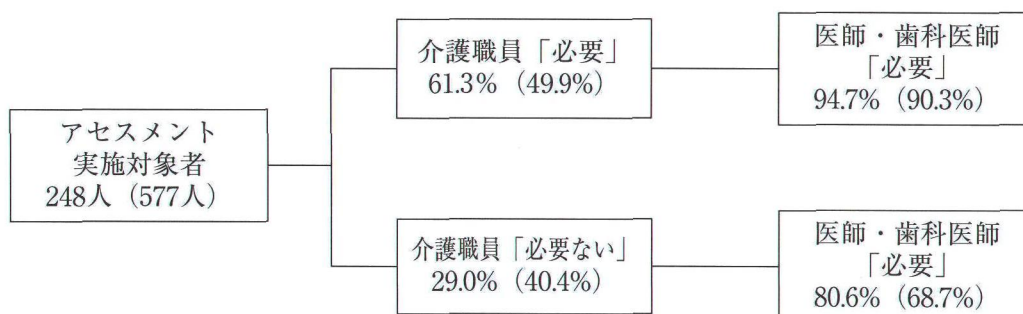 アセスメント
実施対象者
248人（577人）
介護職員「必要」
61.3%（49.9%）
医師・歯科医師
「必要」
94.7%（90.3%）
介護職員「必要ない」
29.0%（40.4%）
医師・歯科医師
「必要」
80.6%（68.7%）